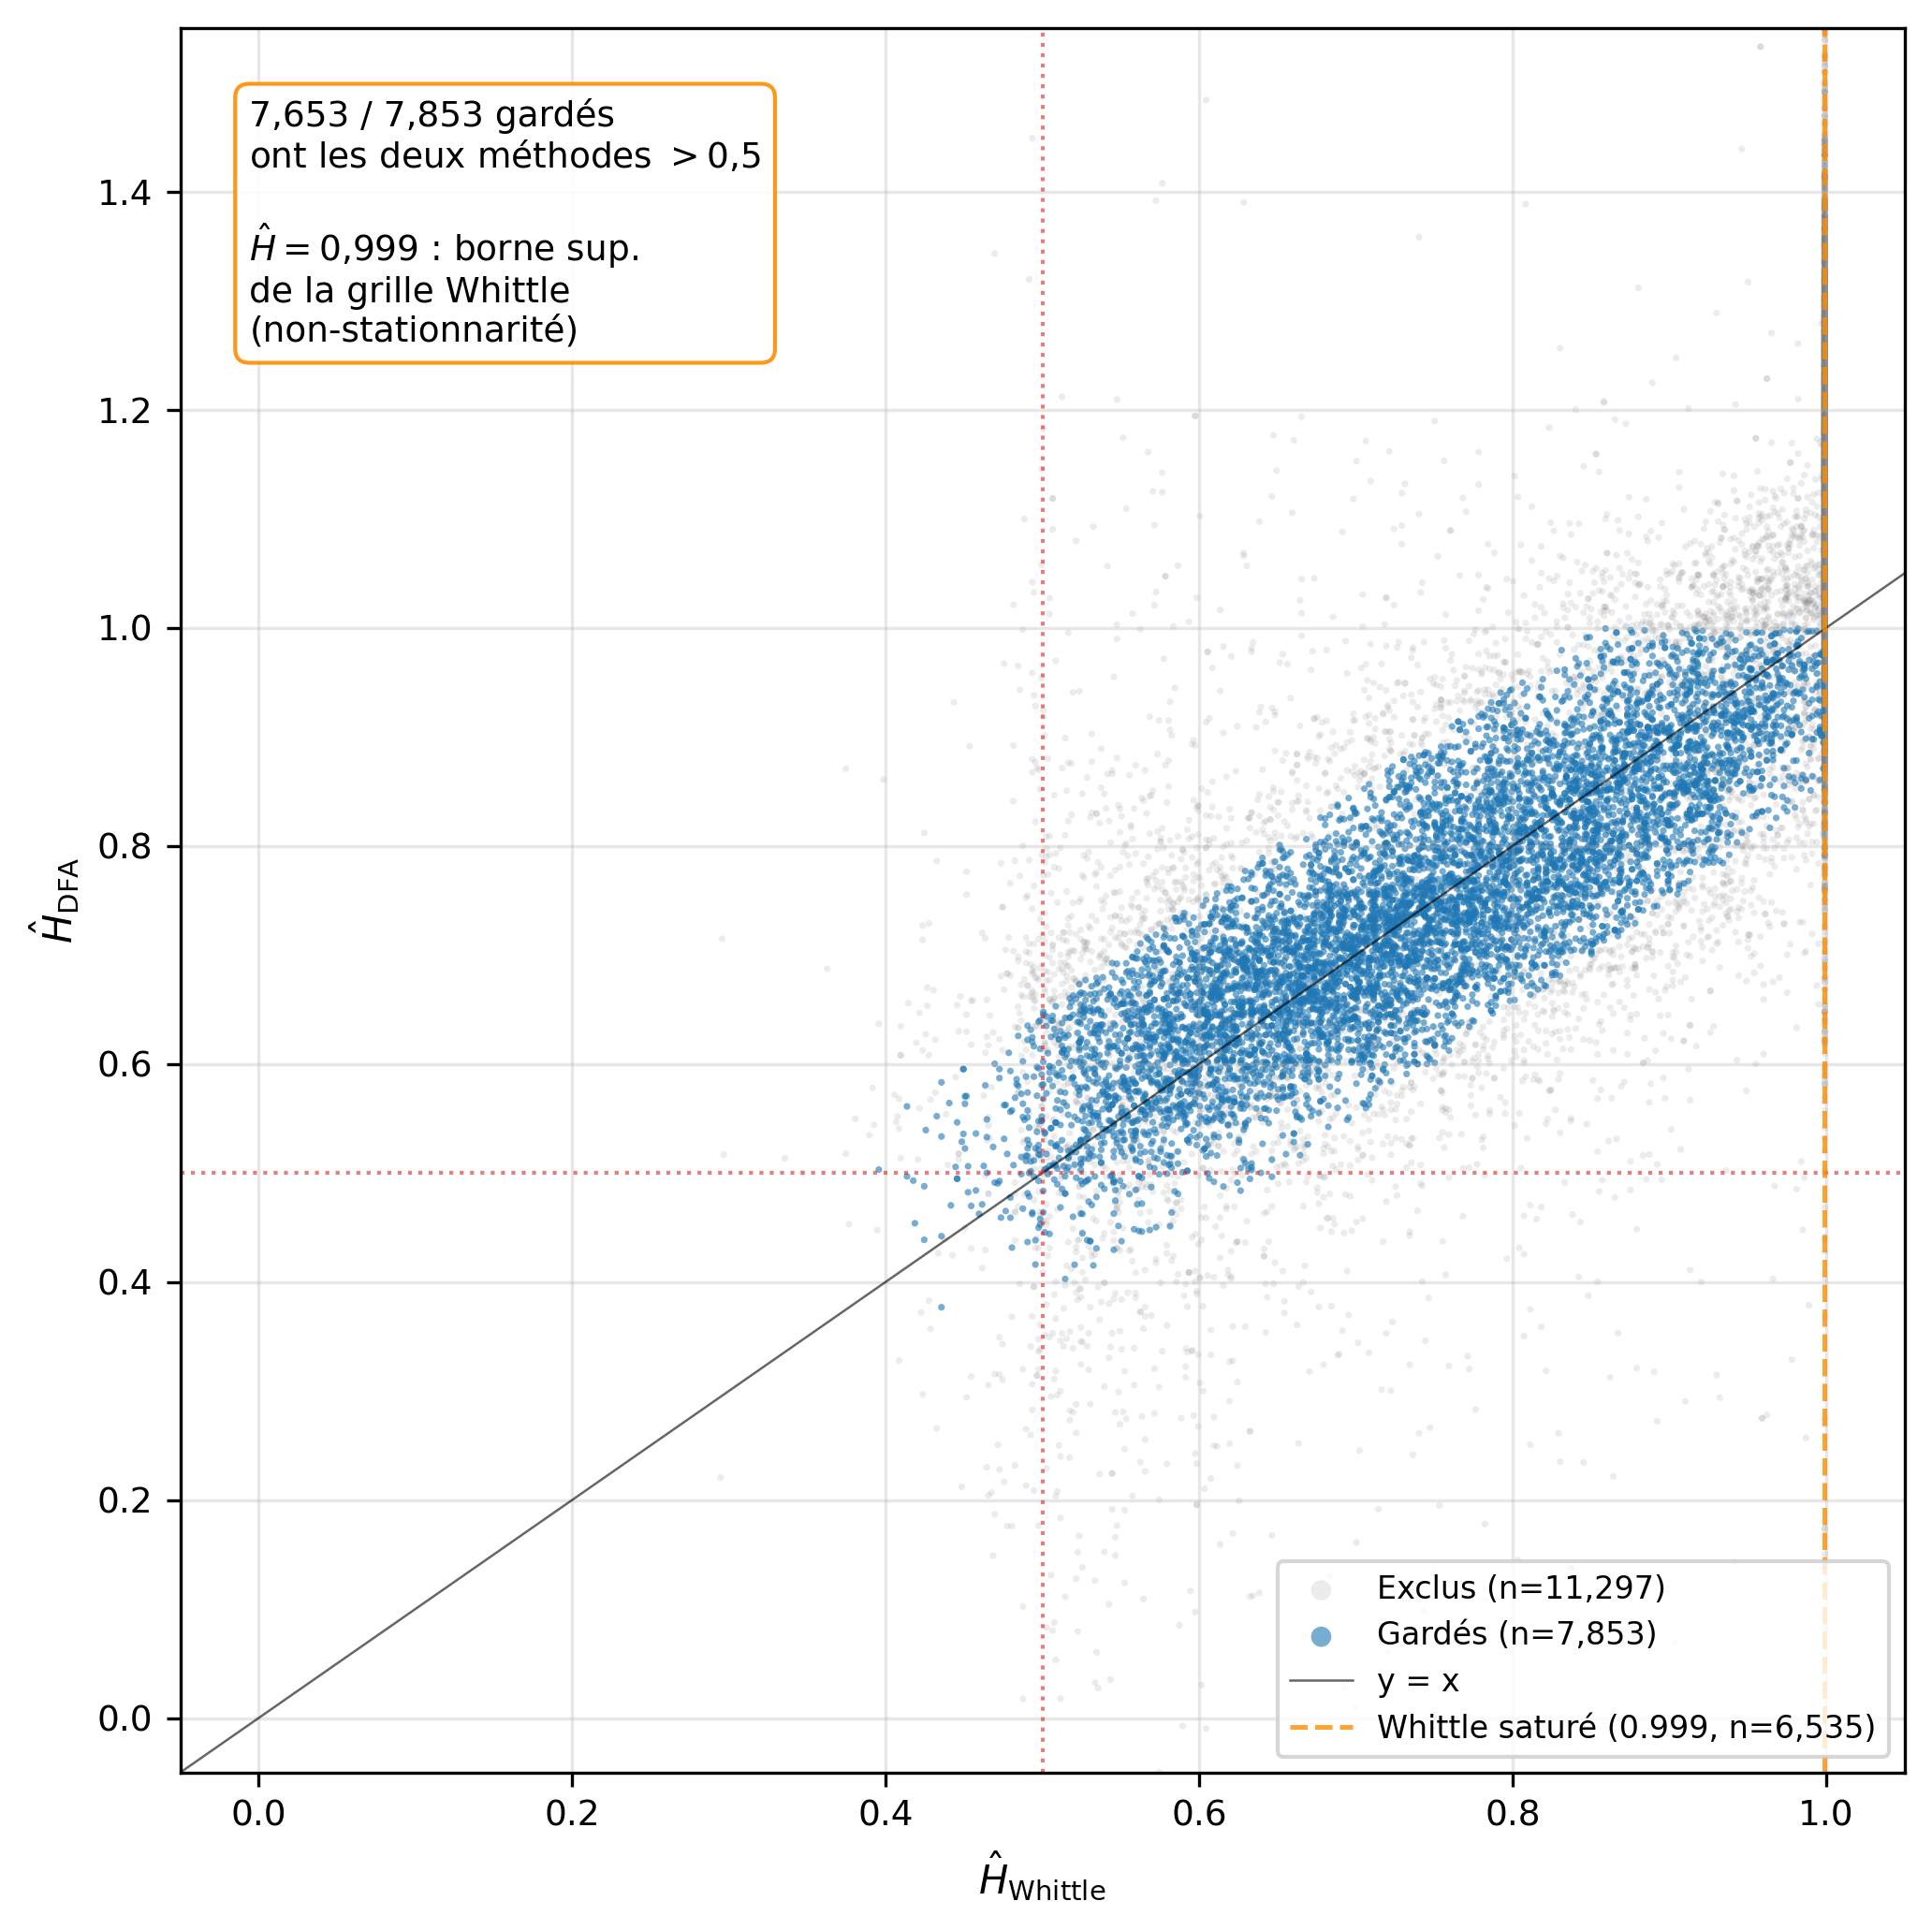 7,653 / 7,853 gardés
ont les deux méthodes > 0,5
Ĥ = 0,999 : borne sup.
de la grille Whittle
(non-stationnarité)
1.4
1.2
1.0
0.8
0.6
0.4
0.2
0.0
Ĥ_DFA
Exclus (n=11,297)
Gardés (n=7,853)
y = x
Whittle saturé (0.999, n=6,535)
0.0 0.2 0.4 0.6 0.8 1.0
Ĥ_Whittle